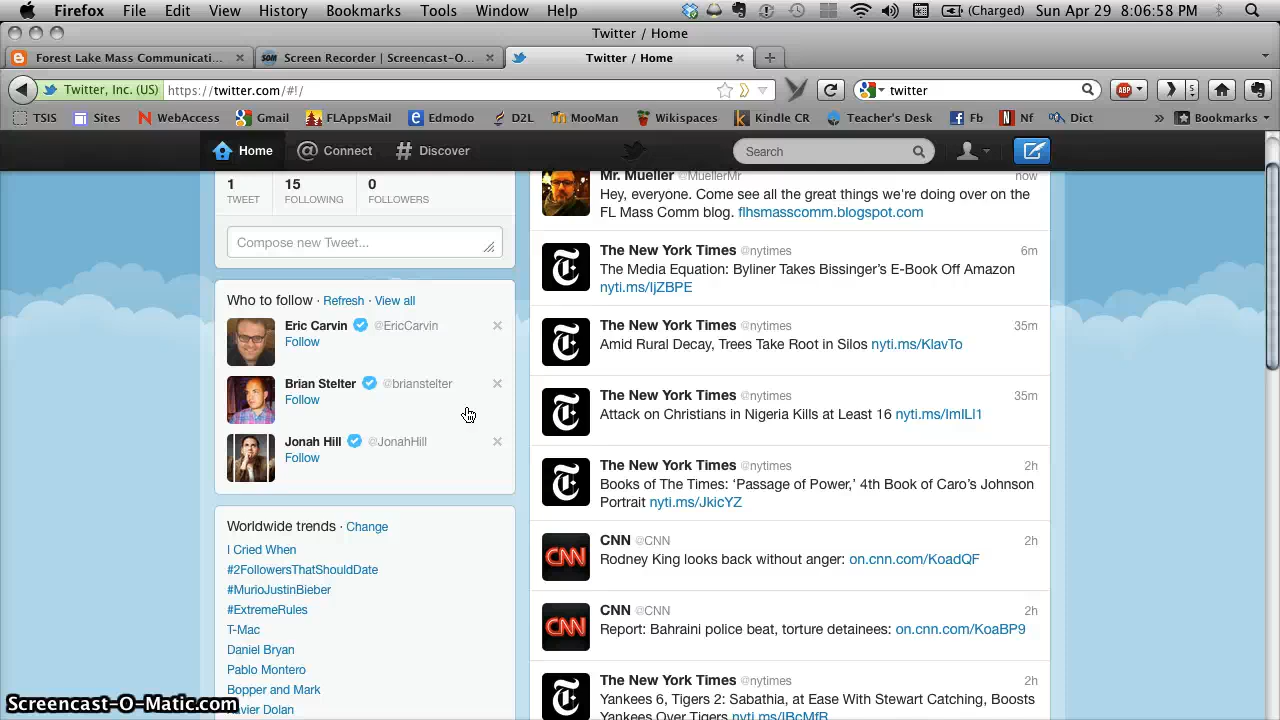 Firefox File Edit View History Bookmarks Tools Window Help (Charged) Sun Apr 29 8:06:58 PM
Twitter / Home
Forest Lake Mass Communicati... Screen Recorder | Screencast-O... Twitter / Home
Twitter, Inc. (US) https://twitter.com/#!/ twitter ABP
TSIS Sites WebAccess Gmail FLAppsMail Edmodo D2L MooMan Wikispaces Kindle CR Teacher's Desk Fb Nf Dict » Bookmarks
Home Connect Discover Search
1 15 0
TWEET FOLLOWING FOLLOWERS
Compose new Tweet...
Who to follow · Refresh · View all
Eric Carvin @EricCarvin
Follow
Brian Stelter @brianstelter
Follow
Jonah Hill @JonahHill
Follow
Worldwide trends · Change
I Cried When
#2FollowersThatShouldDate
#MurioJustinBieber
#ExtremeRules
T-Mac
Daniel Bryan
Pablo Montero
Bopper and Mark
Xavier Dolan
Mr. Mueller @MuellerMr now
Hey, everyone. Come see all the great things we're doing over on the
FL Mass Comm blog. flhsmasscomm.blogspot.com
The New York Times @nytimes 6m
The Media Equation: Byliner Takes Bissinger's E-Book Off Amazon
nyti.ms/IjZBPE
The New York Times @nytimes 35m
Amid Rural Decay, Trees Take Root in Silos nyti.ms/KlavTo
The New York Times @nytimes 35m
Attack on Christians in Nigeria Kills at Least 16 nyti.ms/ImILI1
The New York Times @nytimes 2h
Books of The Times: 'Passage of Power,' 4th Book of Caro's Johnson
Portrait nyti.ms/JkicYZ
CNN @CNN 2h
Rodney King looks back without anger: on.cnn.com/KoadQF
CNN @CNN 2h
Report: Bahraini police beat, torture detainees: on.cnn.com/KoaBP9
The New York Times @nytimes 2h
Yankees 6, Tigers 2: Sabathia, at Ease With Stewart Catching, Boosts
Yankees Over Tigers nyti.ms/IBcMfR
Screencast-O-Matic.com